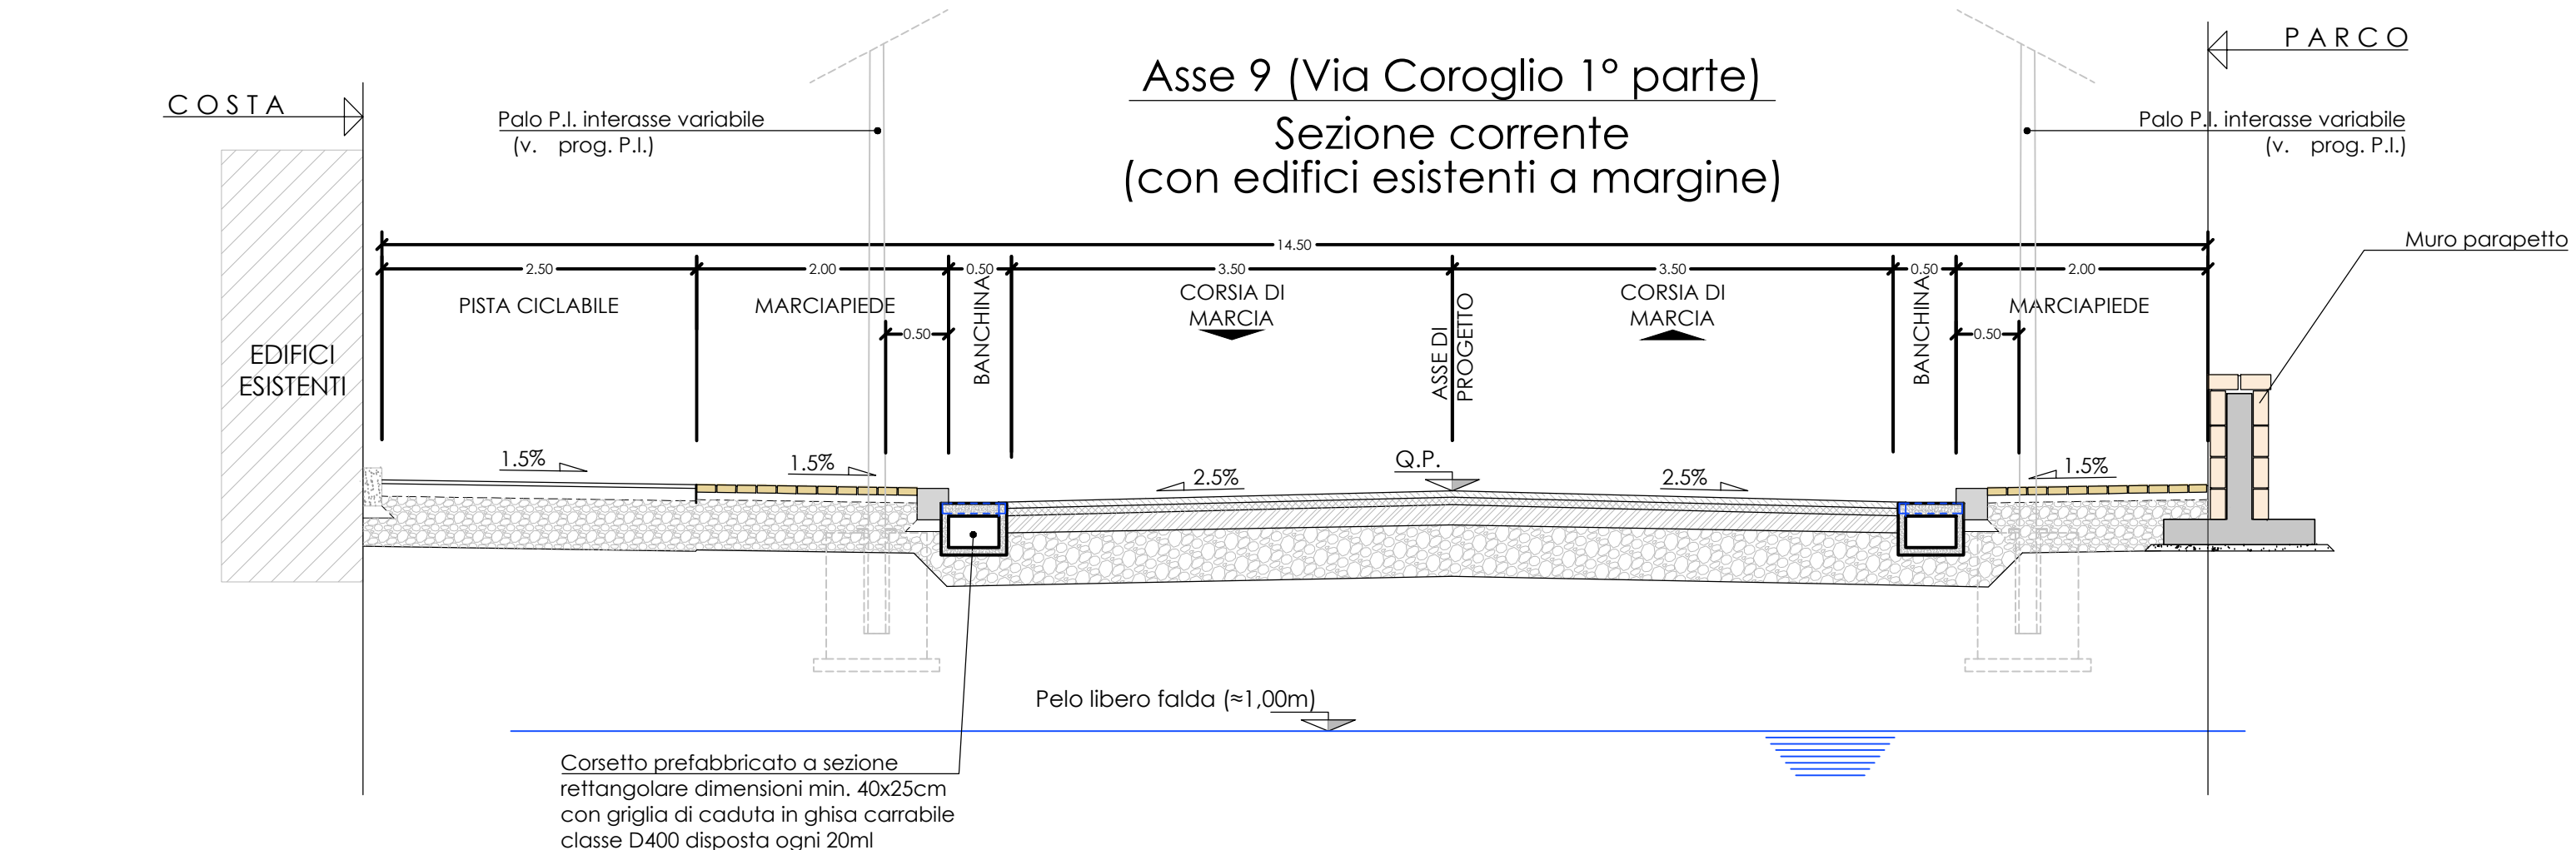 PARCO
Asse 9 (Via Coroglio 1° parte)
COSTA
Palo P.I. interasse variabile
(v. prog. P.I.)
Palo P.I. interasse variabile
(v. prog. P.I.)
Sezione corrente
(con edifici esistenti a margine)
Muro parapetto
14.50
2.50
2.00
0.50
3.50
3.50
0.50
2.00
PISTA CICLABILE
MARCIAPIEDE
BANCHINA
CORSIA DI
MARCIA
ASSE DI
PROGETTO
CORSIA DI
MARCIA
BANCHINA
MARCIAPIEDE
0.50
0.50
EDIFICI
ESISTENTI
1.5%
1.5%
2.5%
Q.P.
2.5%
1.5%
Pelo libero falda (≈1,00m)
Corsetto prefabbricato a sezione
rettangolare dimensioni min. 40x25cm
con griglia di caduta in ghisa carrabile
classe D400 disposta ogni 20ml